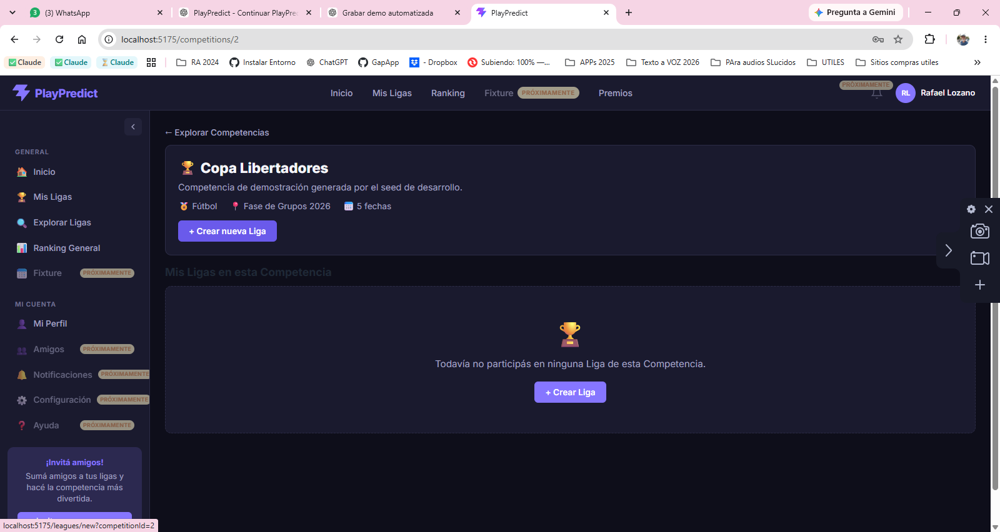 (3) WhatsApp
PlayPredict - Continuar PlayPre
Grabar demo automatizada
PlayPredict
Pregunta a Gemini
localhost:5175/competitions/2
Claude
Claude
Claude
RA 2024
Instalar Entorno
ChatGPT
GapApp
- Dropbox
Subiendo: 100% —...
APPs 2025
Texto a VOZ 2026
PAra audios SLucidos
UTILES
Sitios compras utiles
PlayPredict
Inicio
Mis Ligas
Ranking
Fixture PRÓXIMAMENTE
Premios
PRÓXIMAMENTE
RL Rafael Lozano
GENERAL
Inicio
Mis Ligas
Explorar Ligas
Ranking General
Fixture PRÓXIMAMENTE
MI CUENTA
Mi Perfil
Amigos PRÓXIMAMENTE
Notificaciones PRÓXIMAMENTE
Configuración PRÓXIMAMENTE
Ayuda PRÓXIMAMENTE
¡Invitá amigos!
Sumá amigos a tus ligas y
hacé la competencia más
divertida.
← Explorar Competencias
Copa Libertadores
Competencia de demostración generada por el seed de desarrollo.
Fútbol
Fase de Grupos 2026
5 fechas
+ Crear nueva Liga
Mis Ligas en esta Competencia
Todavía no participás en ninguna Liga de esta Competencia.
+ Crear Liga
localhost:5175/leagues/new?competitionId=2